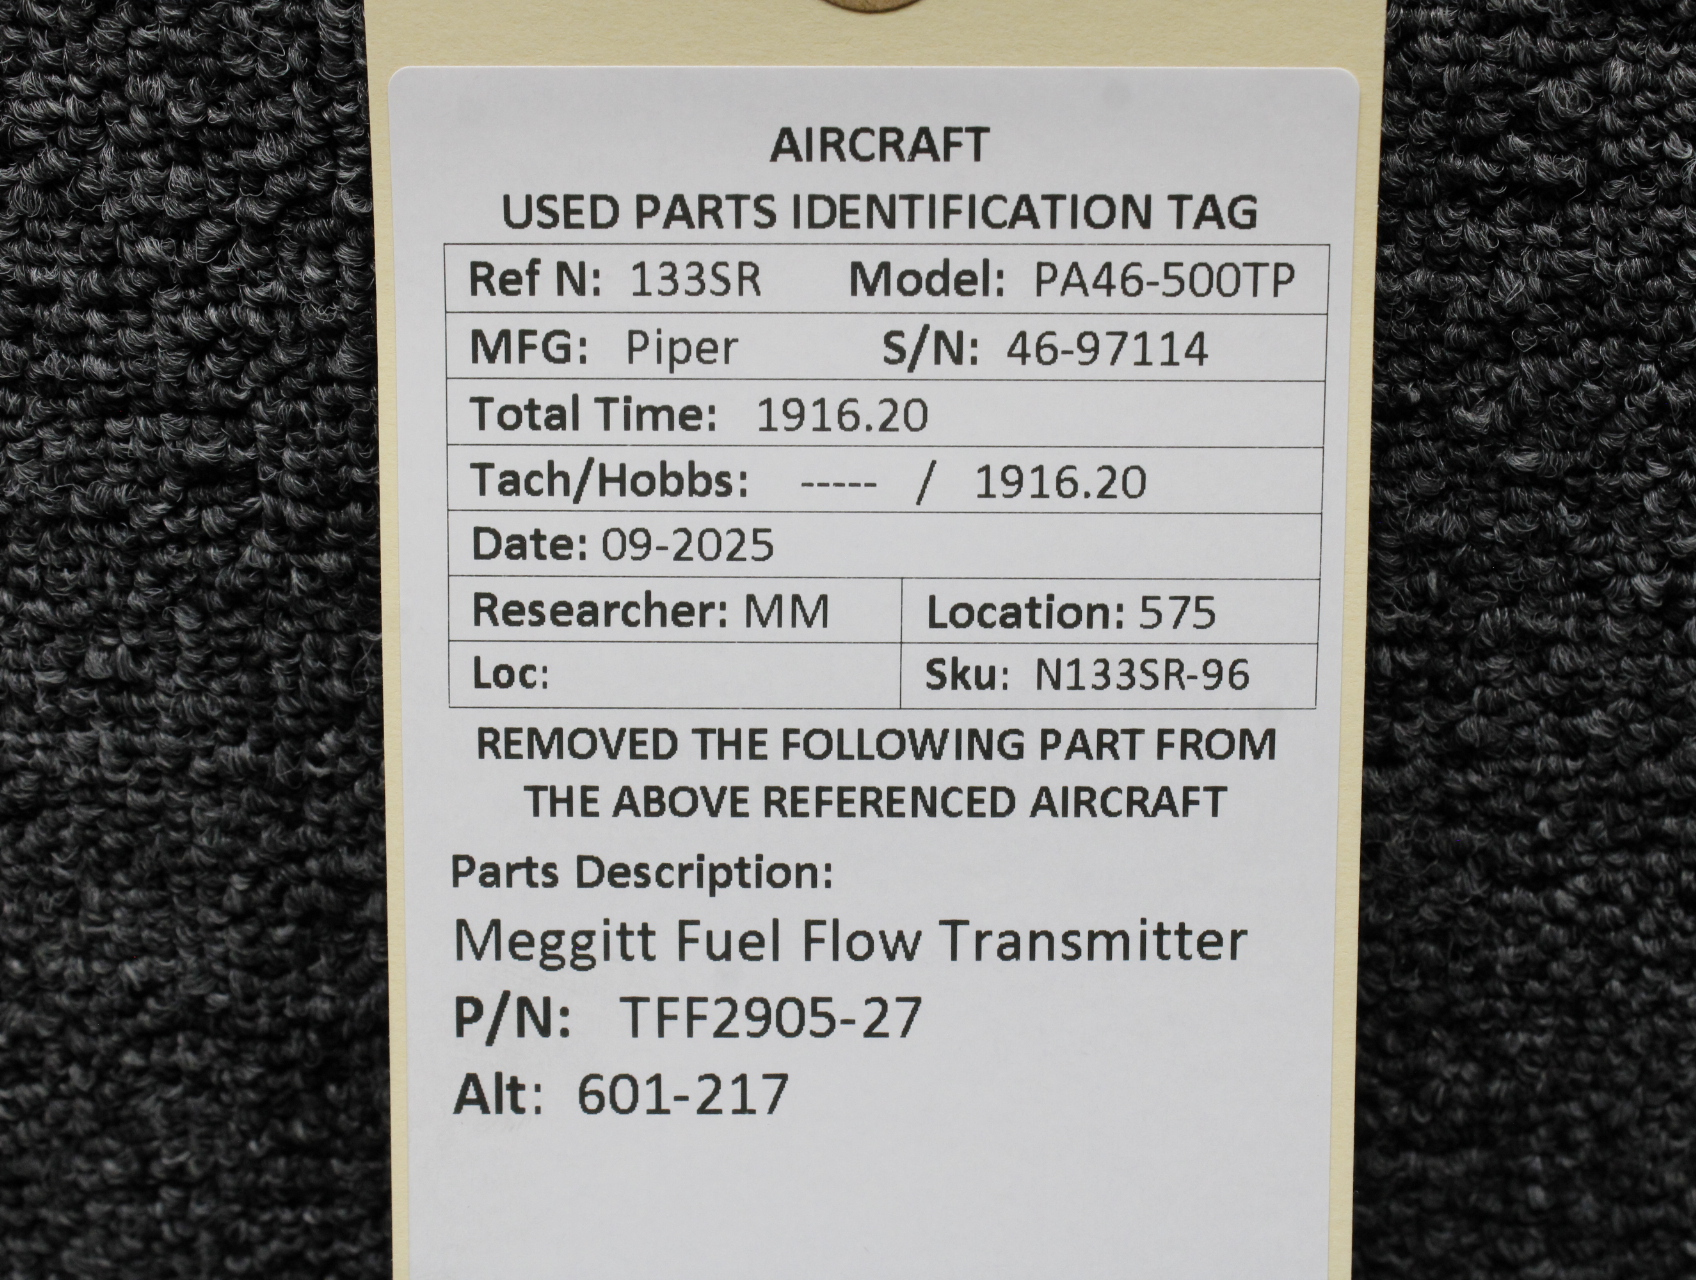 AIRCRAFT
USED PARTS IDENTIFICATION TAG
Ref N: 133SR Model: PA46-500TP
MFG: Piper S/N: 46-97114
Total Time: 1916.20
Tach/Hobbs: ----- / 1916.20
Date: 09-2025
Researcher: MM Location: 575
Loc: Sku: N133SR-96
REMOVED THE FOLLOWING PART FROM
THE ABOVE REFERENCED AIRCRAFT
Parts Description:
Meggitt Fuel Flow Transmitter
P/N: TFF2905-27
Alt: 601-217